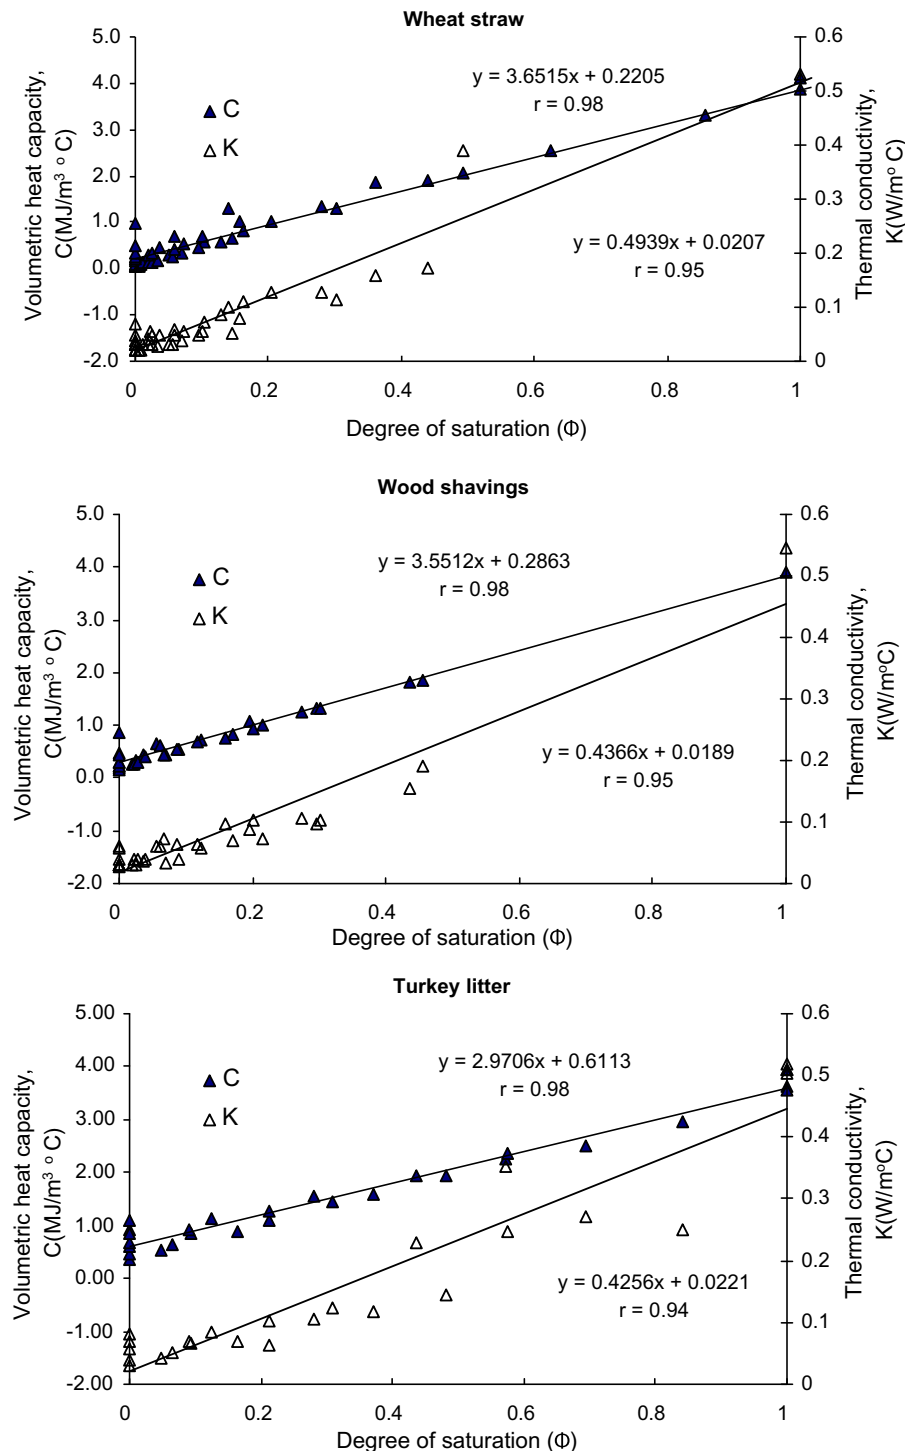 Wheat straw
Volumetric heat capacity,
C(MJ/m³ ᵒ C)
5.0
4.0
3.0
2.0
1.0
0.0
-1.0
-2.0
C
K
y = 3.6515x + 0.2205
r = 0.98
y = 0.4939x + 0.0207
r = 0.95
0.6
0.5
0.4
0.3
0.2
0.1
0
Thermal conductivity,
K(W/mᵒ C)
0 0.2 0.4 0.6 0.8 1
Degree of saturation (Φ)
Wood shavings
Volumetric heat capacity,
C(MJ/m³ ᵒ C)
5.0
4.0
3.0
2.0
1.0
0.0
-1.0
-2.0
C
K
y = 3.5512x + 0.2863
r = 0.98
y = 0.4366x + 0.0189
r = 0.95
0.6
0.5
0.4
0.3
0.2
0.1
0
Thermal conductivity,
K(W/mᵒC)
0 0.2 0.4 0.6 0.8 1
Degree of saturation (Φ)
Turkey litter
Volumetric heat capacity,
C(MJ/m³ ᵒ C)
5.00
4.00
3.00
2.00
1.00
0.00
-1.00
-2.00
C
K
y = 2.9706x + 0.6113
r = 0.98
y = 0.4256x + 0.0221
r = 0.94
0.6
0.5
0.4
0.3
0.2
0.1
0
Thermal conductivity,
K(W/mᵒC)
0 0.2 0.4 0.6 0.8 1
Degree of saturation (Φ)